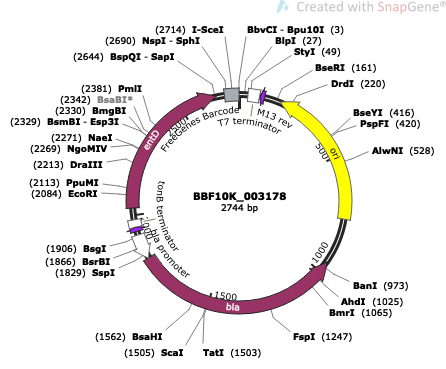 Created with SnapGene®
(2714) I-SceI
(2690) NspI - SphI
(2644) BspQI - SapI
(2381) PmlI
(2342) BsaBI*
(2330) BmgBI
(2329) BsmBI - Esp3I
(2271) NaeI
(2269) NgoMIV
(2213) DraIII
(2113) PpuMI
(2084) EcoRI
(1906) BsgI
(1866) BsrBI
(1829) SspI
(1562) BsaHI
(1505) ScaI
TatI (1503)
FspI (1247)
BmrI (1065)
AhdI (1025)
BanI (973)
AlwNI (528)
PspFI (420)
BseYI (416)
DrdI (220)
BseRI (161)
StyI (49)
BlpI (27)
BbvCI - Bpu10I (3)
FreeGenes Barcode
T7 terminator
M13 rev
ori
entD
tonB terminator
bla promoter
bla
500
1000
1500
BBF10K_003178
2744 bp